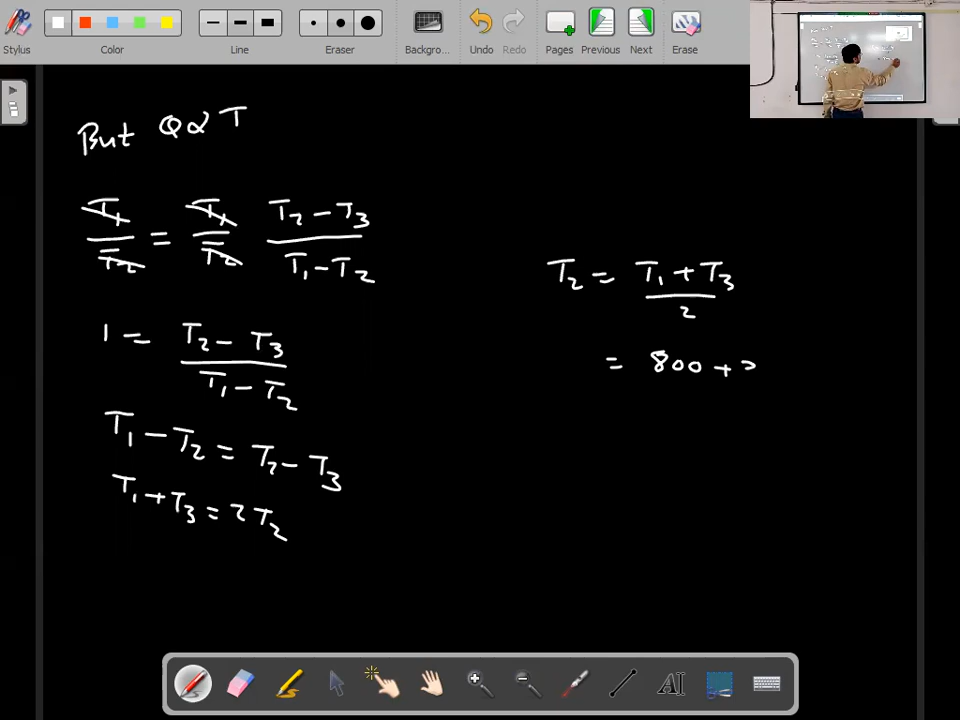 Stylus Color Line Eraser Backgro... Undo Redo Pages Previous Next Erase
But Q α T
T₁/T₂ = T₁/T₂ T₂ – T₃/T₁ – T₂
1 = T₂ – T₃/T₁ – T₂
T₁ – T₂ = T₂ – T₃
T₁ + T₃ = 2T₂
T₂ = T₁ + T₃/2
= 800 +